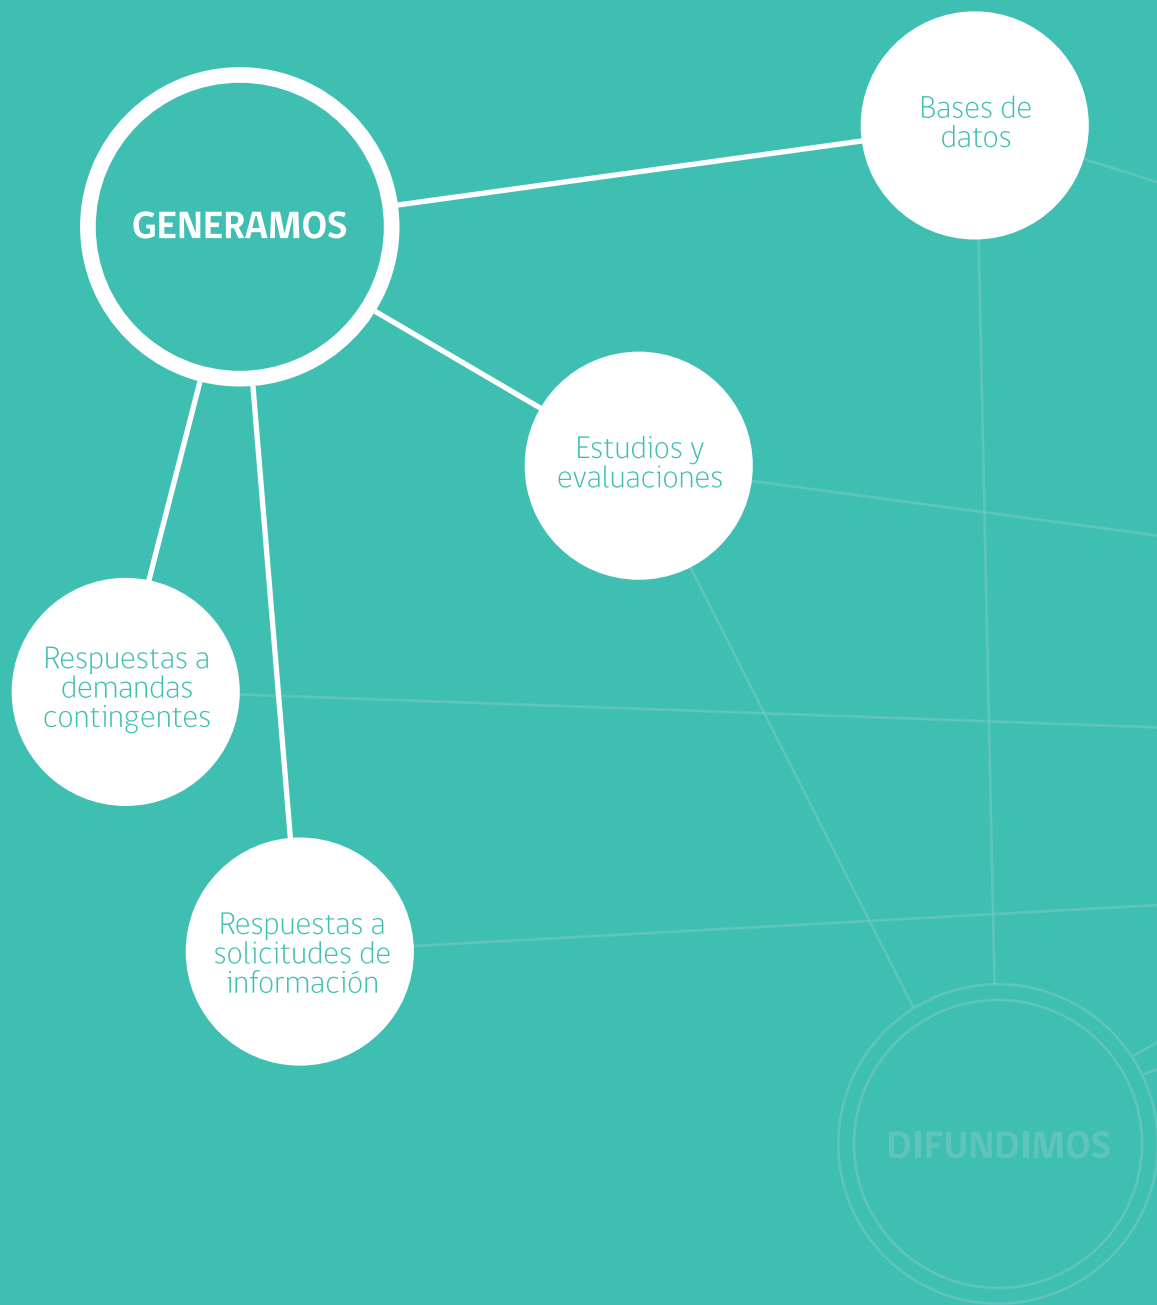 GENERAMOS
Bases de
datos
Estudios y
evaluaciones
Respuestas a
demandas
contingentes
Respuestas a
solicitudes de
información
DIFUNDIMOS